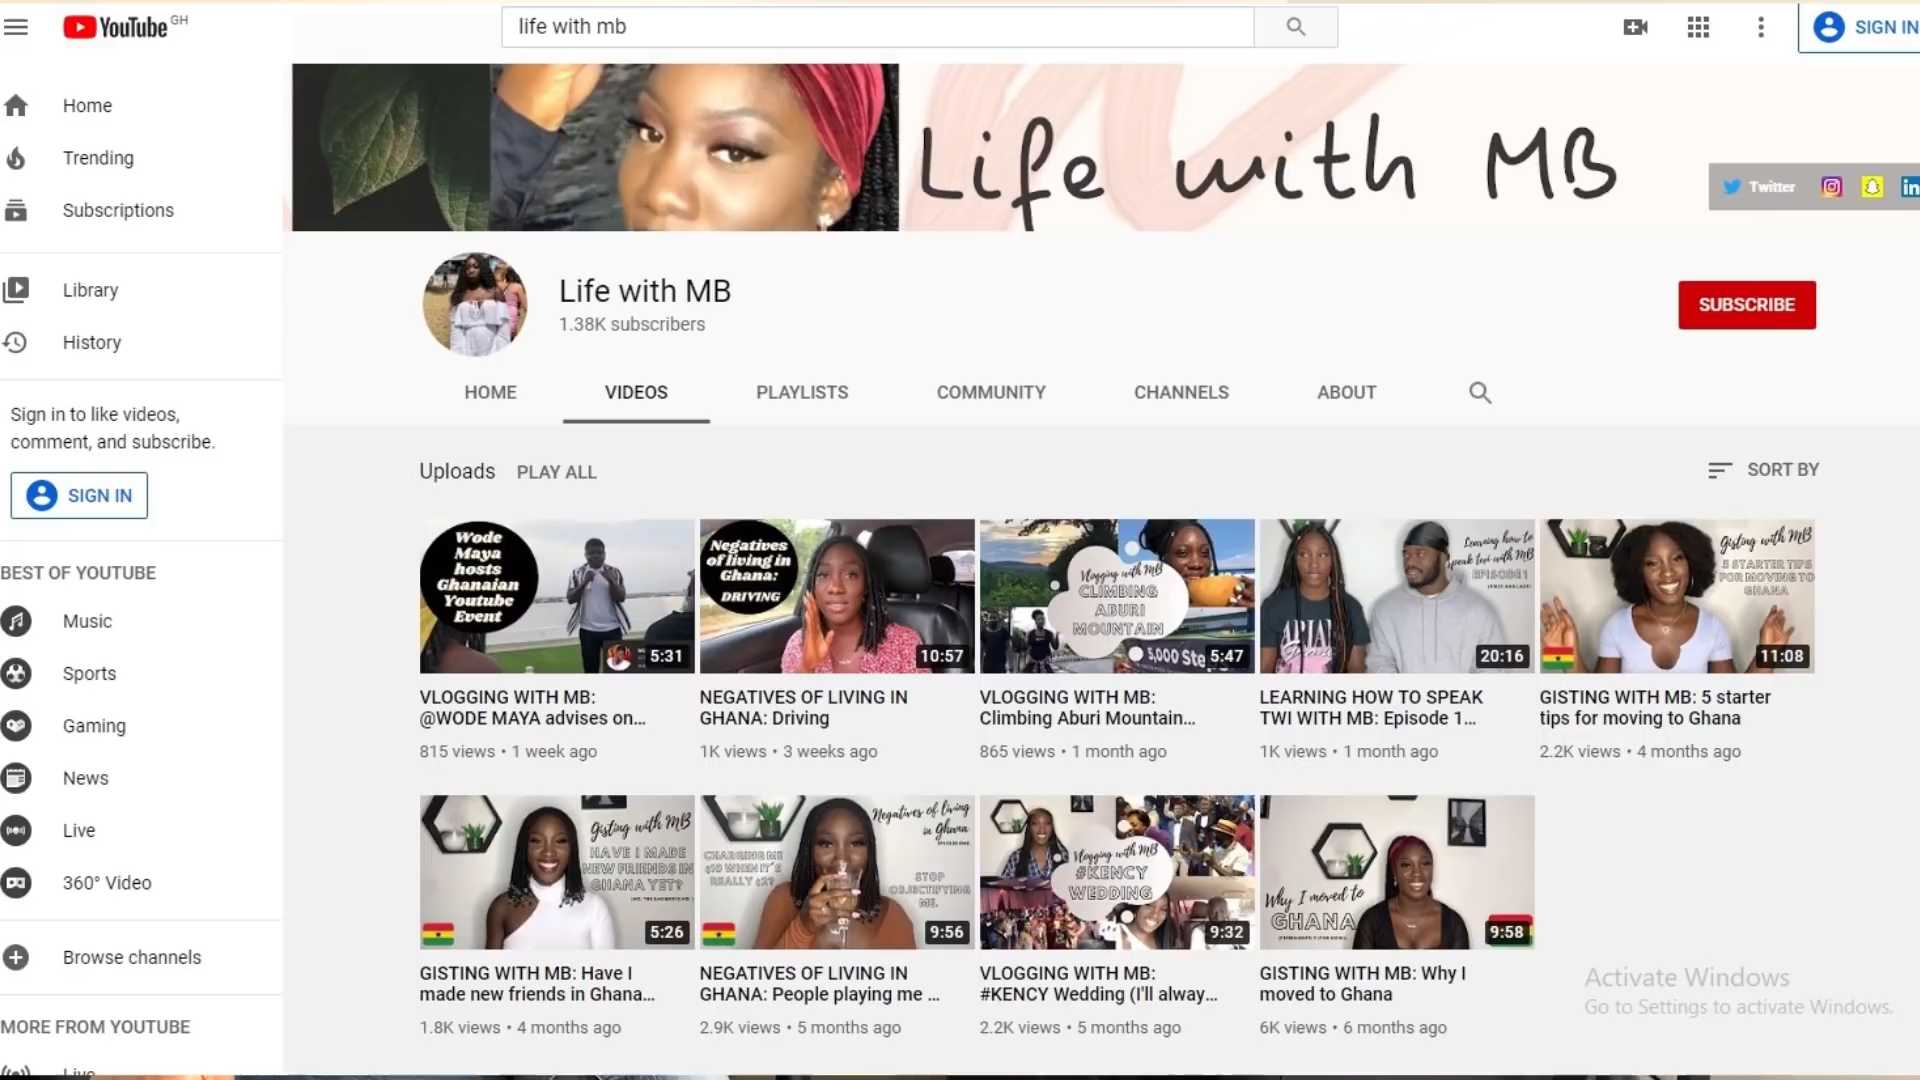 YouTube GH
life with mb
SIGN IN
Home
Trending
Subscriptions
Library
History
Sign in to like videos,
comment, and subscribe.
SIGN IN
BEST OF YOUTUBE
Music
Sports
Gaming
News
Live
360° Video
Browse channels
MORE FROM YOUTUBE
Live
Life with MB
Twitter
Life with MB
1.38K subscribers
SUBSCRIBE
HOME
VIDEOS
PLAYLISTS
COMMUNITY
CHANNELS
ABOUT
Uploads
PLAY ALL
SORT BY
Wode
Maya
hosts
Ghanaian
Youtube
Event
5:31
VLOGGING WITH MB:
@WODE MAYA advises on...
815 views • 1 week ago
Negatives
of living in
Ghana:
DRIVING
10:57
NEGATIVES OF LIVING IN
GHANA: Driving
1K views • 3 weeks ago
Vlogging with MB
CLIMBING
ABURI
MOUNTAIN
5,000 Ste
5:47
VLOGGING WITH MB:
Climbing Aburi Mountain...
865 views • 1 month ago
Learning how to
speak twi with MB
EPISODE 1
20:16
LEARNING HOW TO SPEAK
TWI WITH MB: Episode 1...
1K views • 1 month ago
Gisting with MB
5 STARTER TIPS
FOR MOVING TO
GHANA
11:08
GISTING WITH MB: 5 starter
tips for moving to Ghana
2.2K views • 4 months ago
Gisting with MB
HAVE I MADE
NEW FRIENDS IN
GHANA YET?
5:26
GISTING WITH MB: Have I
made new friends in Ghana...
1.8K views • 4 months ago
Negatives of living
in Ghana
EPISODE ONE
CHARGING ME
$10 WHEN IT'S
REALLY $2?
STOP
OBJECTIFYING
ME.
9:56
NEGATIVES OF LIVING IN
GHANA: People playing me ...
2.9K views • 5 months ago
Vlogging with MB
#KENCY
WEDDING
9:32
VLOGGING WITH MB:
#KENCY Wedding (I'll alway...
2.2K views • 5 months ago
Why I moved to
GHANA
9:58
GISTING WITH MB: Why I
moved to Ghana
6K views • 6 months ago
Activate Windows
Go to Settings to activate Windows.